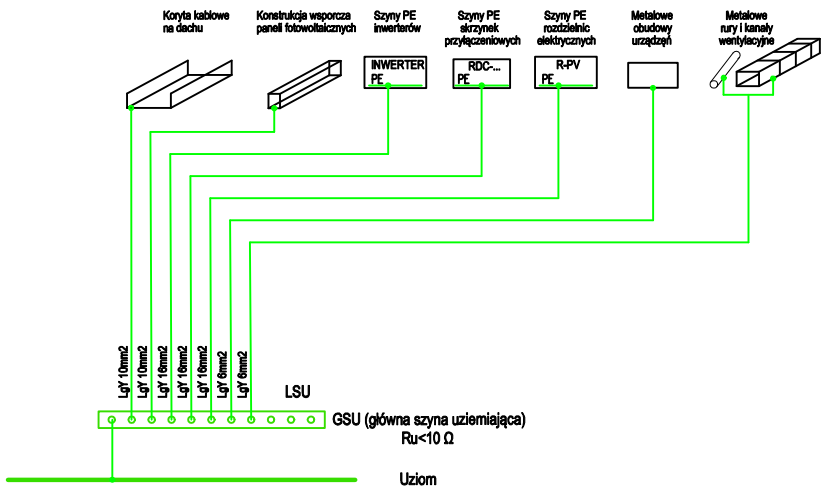 Koryta kablowe
na dachu
Konstrukcja wsporcza
paneli fotowoltaicznych
Szyny PE
inwerterów
Szyny PE
skrzynek
przyłączeniowych
Szyny PE
rozdzielnic
elektrycznych
Metalowe
obudowy
urządzęń
Metalowe
rury i kanały
wentylacyjne
INWERTER
PE
RDC-...
PE
R-PV
PE
LgY 10mm2
LgY 10mm2
LgY 16mm2
LgY 16mm2
LgY 16mm2
LgY 6mm2
LgY 6mm2
LSU
GSU (główna szyna uziemiająca)
Ru<10 Ω
Uziom